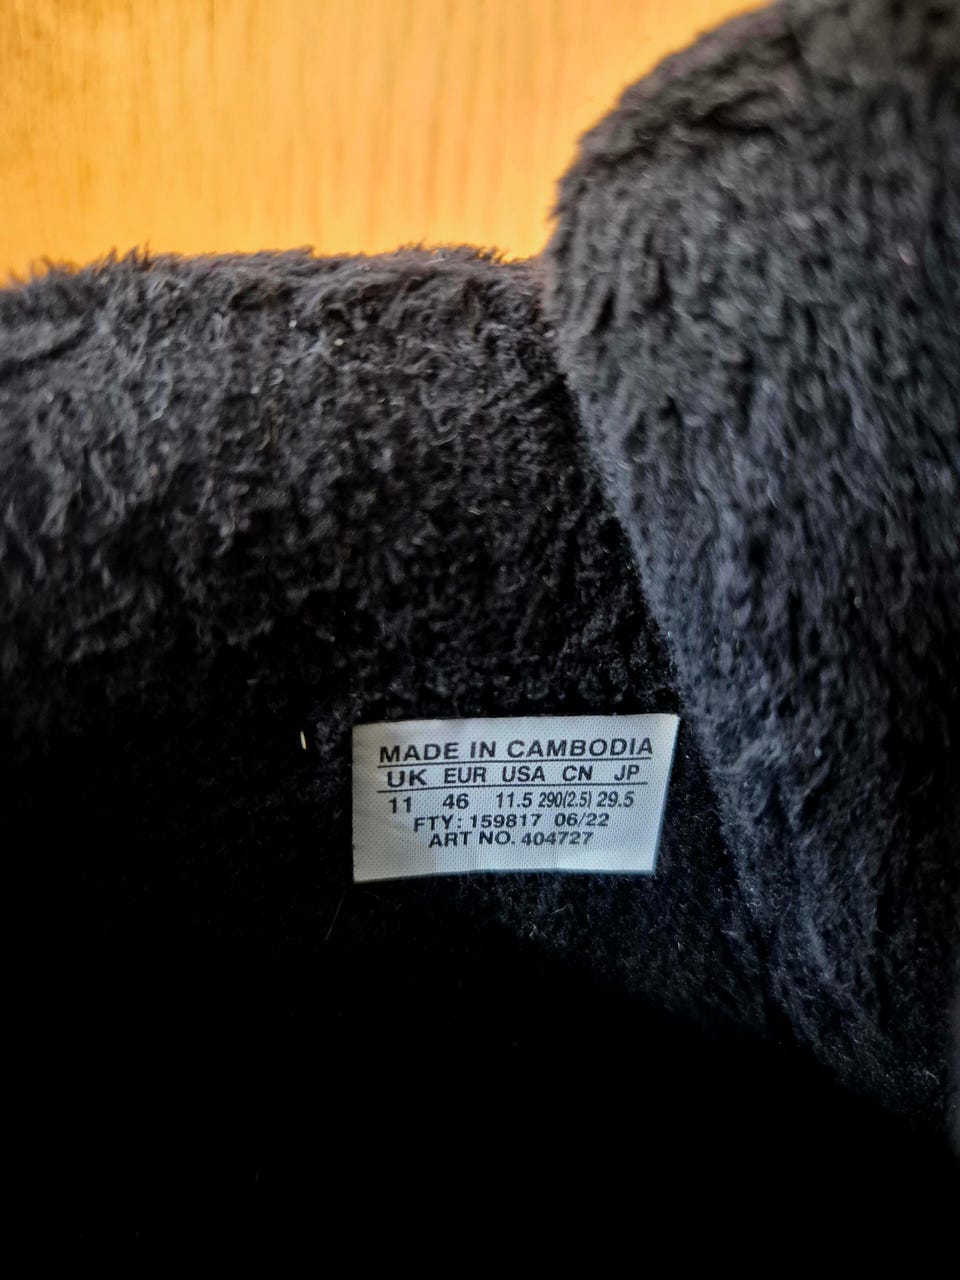 MADE IN CAMBODIA
UK EUR USA CN JP
11 46 11.5 290(2.5) 29.5
FTY: 159817 06/22
ART NO. 404727